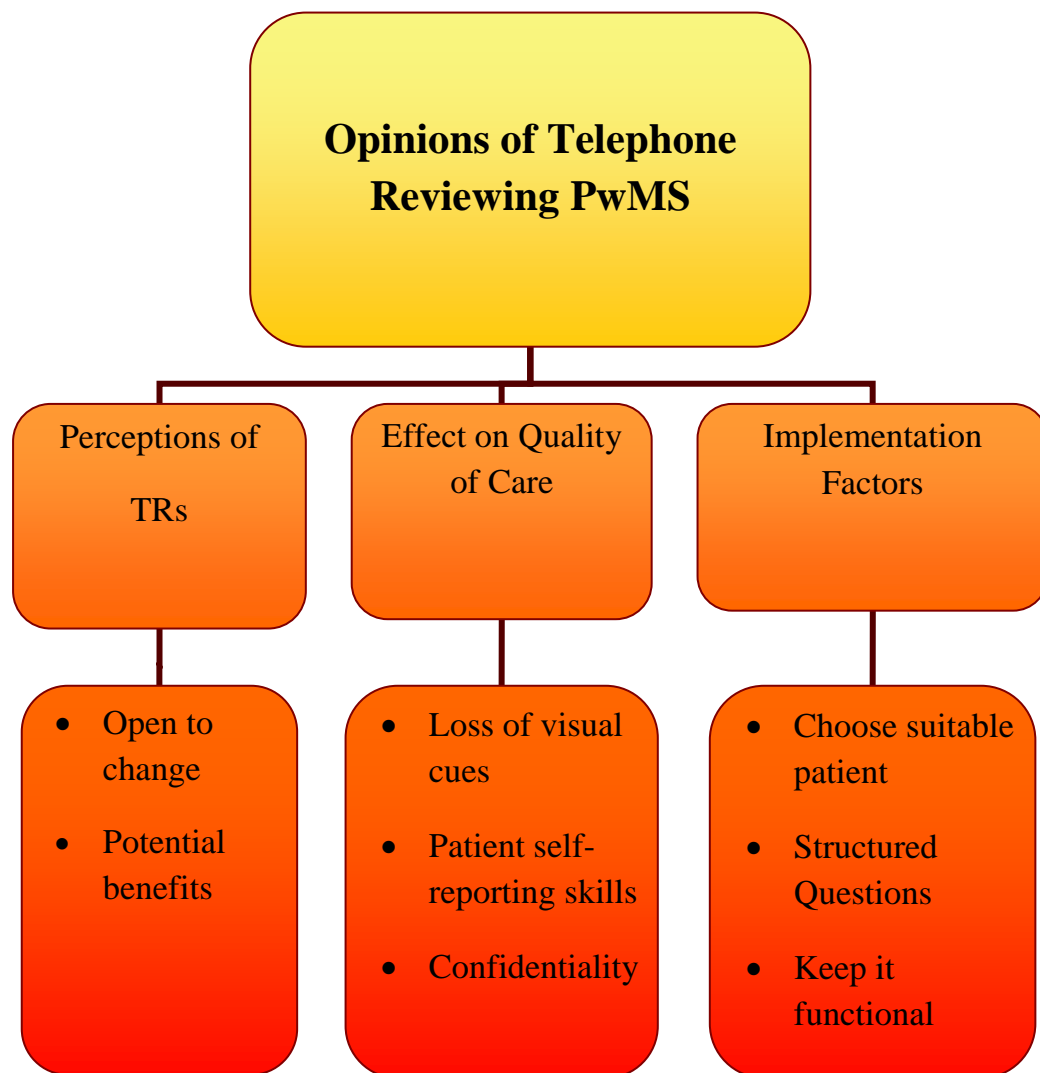 Opinions of Telephone
Reviewing PwMS
Perceptions of
TRs
Effect on Quality
of Care
Implementation
Factors
• Open to
change
• Potential
benefits
• Loss of visual
cues
• Patient self-
reporting skills
• Confidentiality
• Choose suitable
patient
• Structured
Questions
• Keep it
functional